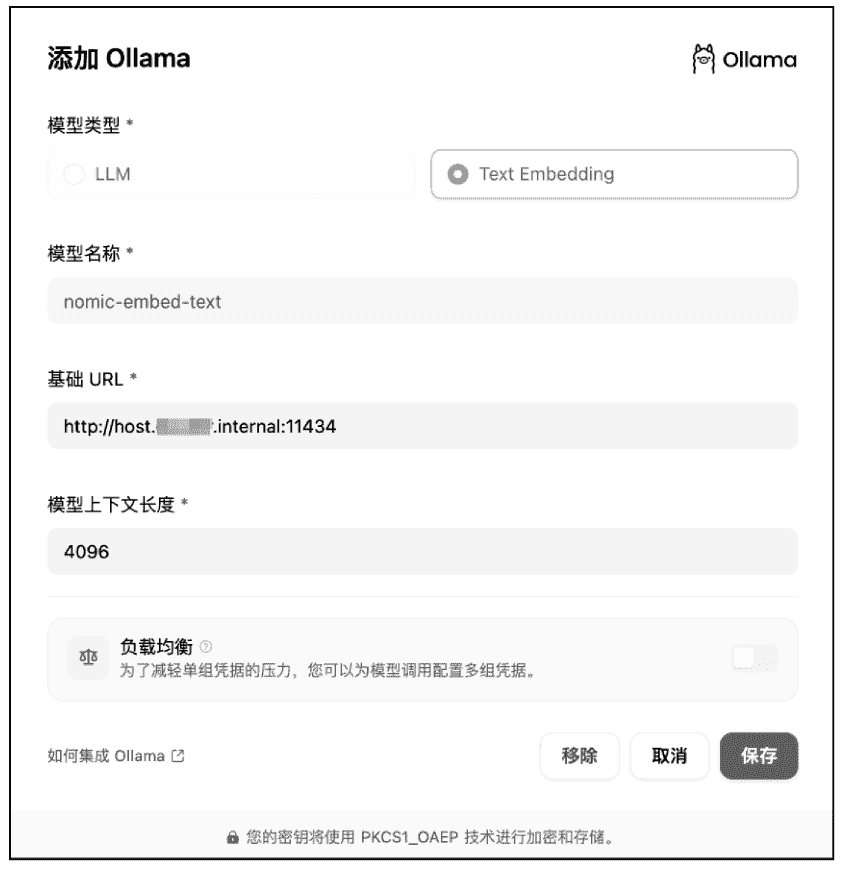 添加 Ollama
Ollama
模型类型 *
LLM
Text Embedding
模型名称 *
nomic-embed-text
基础 URL *
http://host. .internal:11434
模型上下文长度 *
4096
负载均衡
为了减轻单组凭据的压力，您可以为模型调用配置多组凭据。
如何集成 Ollama
移除
取消
保存
您的密钥将使用 PKCS1_OAEP 技术进行加密和存储。